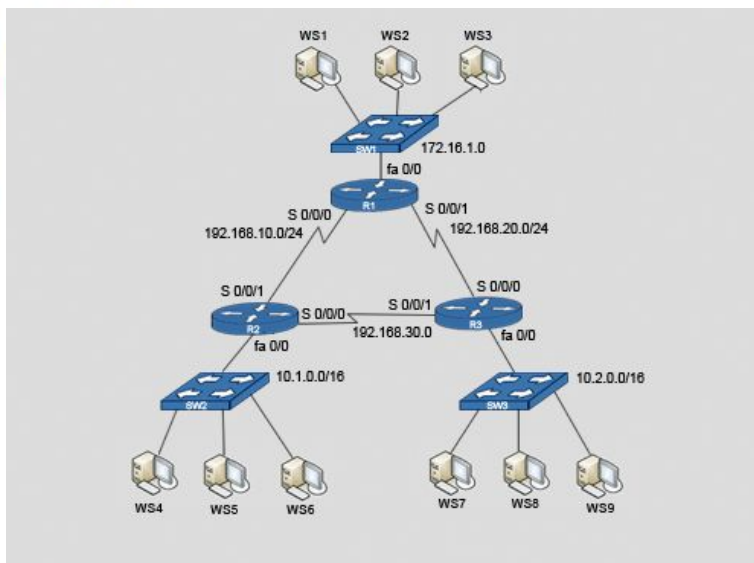 WS1
WS2
WS3
SW1
172.16.1.0
fa 0/0
R1
S 0/0/0
S 0/0/1
192.168.10.0/24
192.168.20.0/24
S 0/0/1
S 0/0/0
S 0/0/0
S 0/0/1
R2
R3
192.168.30.0
fa 0/0
fa 0/0
10.1.0.0/16
10.2.0.0/16
SW2
SW3
WS4
WS5
WS6
WS7
WS8
WS9